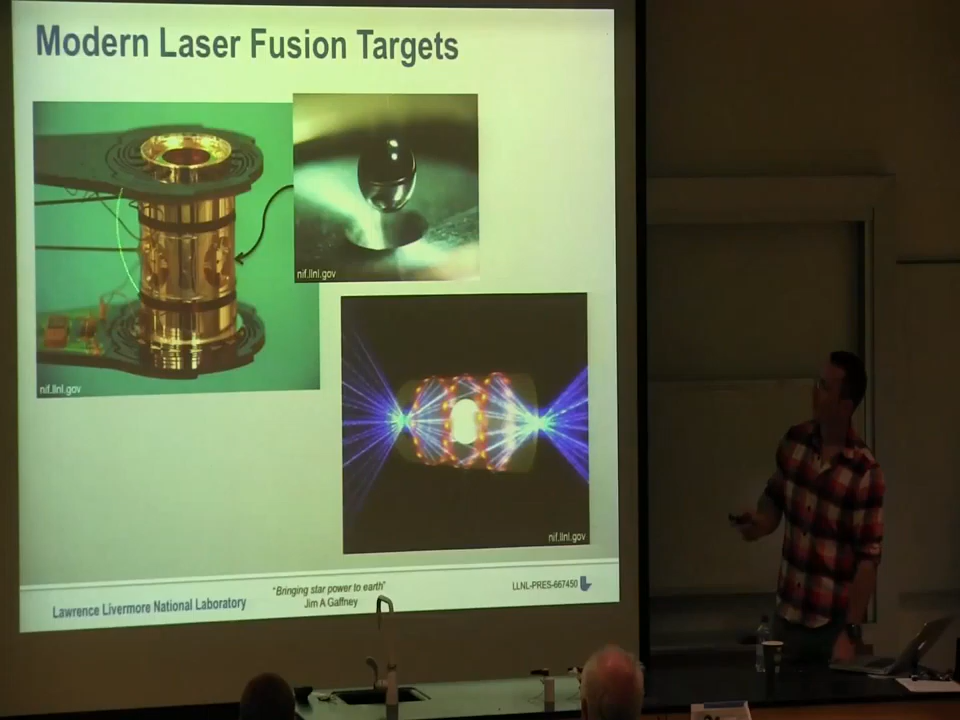 Modern Laser Fusion Targets
nif.llnl.gov
nif.llnl.gov
nif.llnl.gov
Lawrence Livermore National Laboratory
"Bringing star power to earth"
Jim A Gaffney
LLNL-PRES-667450